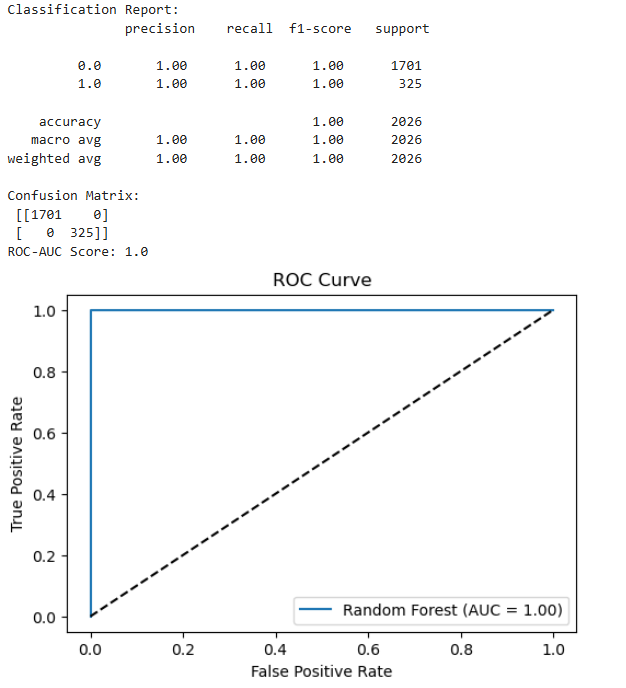 Classification Report:
precision recall f1-score support
0.0 1.00 1.00 1.00 1701
1.0 1.00 1.00 1.00 325
accuracy 1.00 2026
macro avg 1.00 1.00 1.00 2026
weighted avg 1.00 1.00 1.00 2026
Confusion Matrix:
[[1701 0]
[ 0 325]]
ROC-AUC Score: 1.0
ROC Curve
1.0
0.8
0.6
0.4
0.2
0.0
True Positive Rate
Random Forest (AUC = 1.00)
0.0 0.2 0.4 0.6 0.8 1.0
False Positive Rate